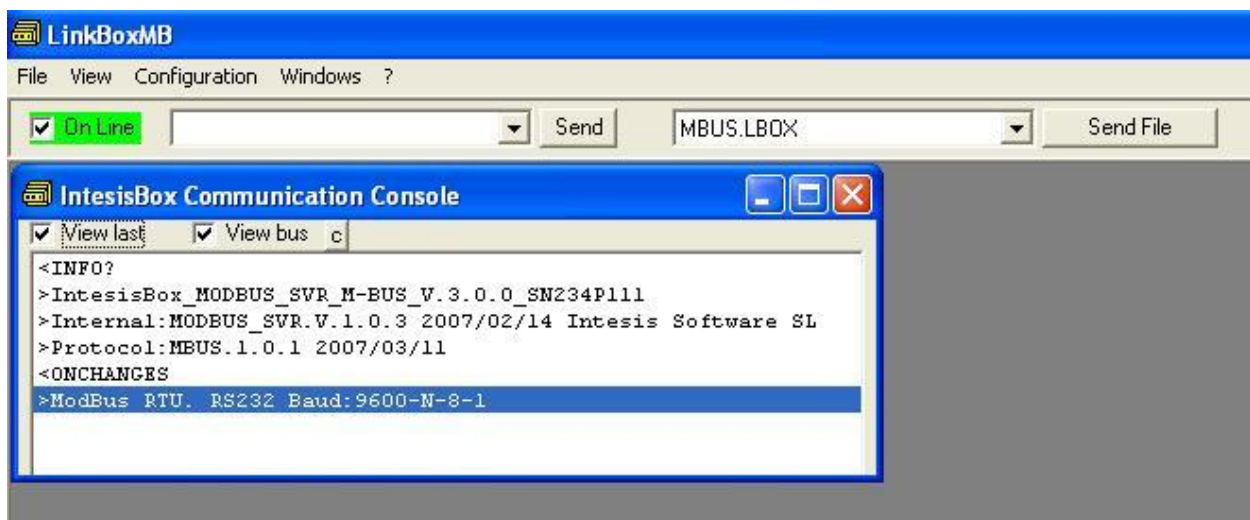 LinkBoxMB
File View Configuration Windows ?
On Line Send MBUS.LBOX Send File
IntesisBox Communication Console
View last View bus c
<INFO?
>IntesisBox_MODBUS_SVR_M-BUS_V.3.0.0_SN234P111
>Internal:MODBUS_SVR.V.1.0.3 2007/02/14 Intesis Software SL
>Protocol:MBUS.1.0.1 2007/03/11
<ONCHANGES
>ModBus RTU. RS232 Baud:9600-N-8-1